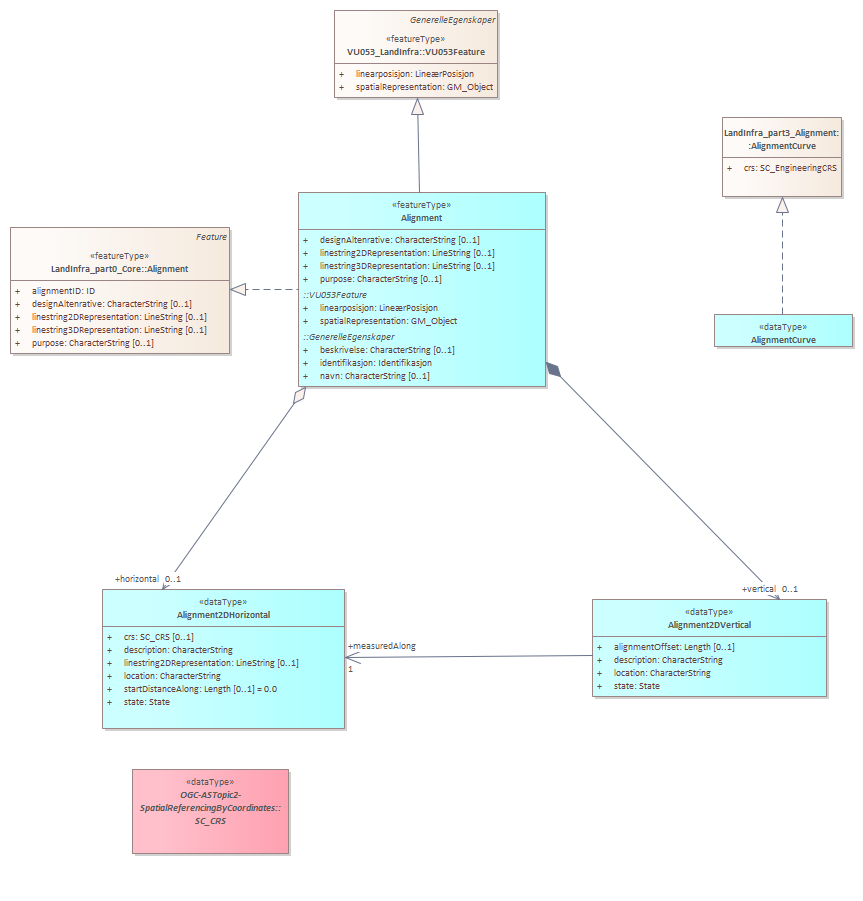 GenerelleEgenskaper
«featureType»
VU053_LandInfra::VU053Feature
+ linearposisjon: LineærPosisjon
+ spatialRepresentation: GM_Object
LandInfra_part3_Alignment:
:AlignmentCurve
+ crs: SC_EngineeringCRS
«featureType»
Alignment
+ designAltenrative: CharacterString [0..1]
+ linestring2DRepresentation: LineString [0..1]
+ linestring3DRepresentation: LineString [0..1]
+ purpose: CharacterString [0..1]
::VU053Feature
+ linearposisjon: LineærPosisjon
+ spatialRepresentation: GM_Object
::GenerelleEgenskaper
+ beskrivelse: CharacterString [0..1]
+ identifikasjon: Identifikasjon
+ navn: CharacterString [0..1]
Feature
«featureType»
LandInfra_part0_Core::Alignment
+ alignmentID: ID
+ designAltenrative: CharacterString [0..1]
+ linestring2DRepresentation: LineString [0..1]
+ linestring3DRepresentation: LineString [0..1]
+ purpose: CharacterString [0..1]
«dataType»
AlignmentCurve
+horizontal 0..1
+vertical 0..1
«dataType»
Alignment2DHorizontal
+ crs: SC_CRS [0..1]
+ description: CharacterString
+ linestring2DRepresentation: LineString [0..1]
+ location: CharacterString
+ startDistanceAlong: Length [0..1] = 0.0
+ state: State
+measuredAlong
1
«dataType»
Alignment2DVertical
+ alignmentOffset: Length [0..1]
+ description: CharacterString
+ location: CharacterString
+ state: State
«dataType»
OGC-ASTopic2-
SpatialReferencingByCoordinates::
SC_CRS